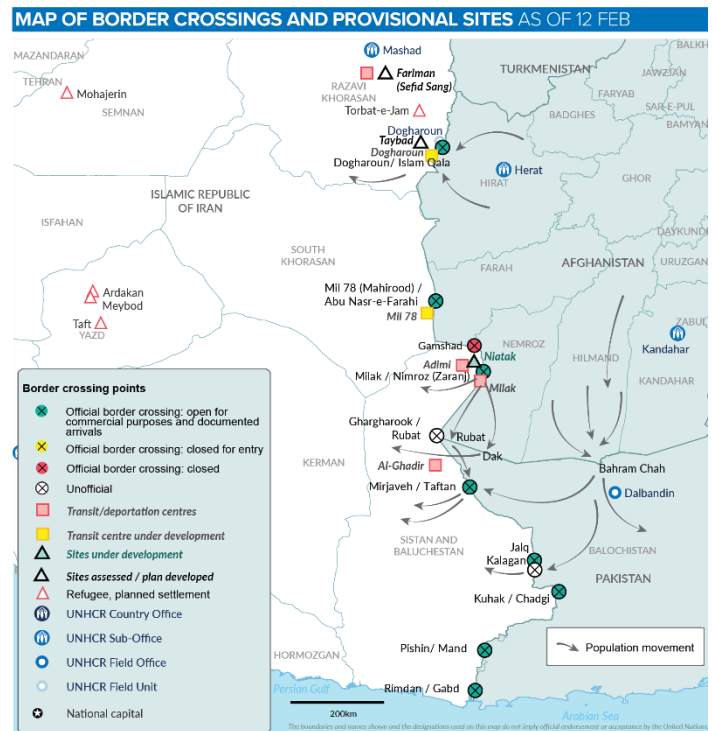 MAP OF BORDER CROSSINGS AND PROVISIONAL SITES AS OF 12 FEB
MAZANDARAN
TEHRAN
Mohajerin
SEMNAN
Mashad
Fariman
(Sefid Sang)
RAZAVI
KHORASAN
Torbat-e-Jam
Dogharoun
Taybad
Dogharoun
Dogharoun/ Islam Qala
TURKMENISTAN
BALKH
JAWZJAN
FARYAB
SAR-E-PUL
BADGHES
BAMYAN
Herat
HIRAT
GHOR
ISLAMIC REPUBLIC
OF IRAN
ISFAHAN
SOUTH
KHORASAN
DAYKUNDI
URUZGAN
FARAH
AFGHANISTAN
Mil 78 (Mahirood) /
Abu Nasr-e-Farahi
Mil 78
Ardakan
Meybod
Taft
YAZD
ZABUL
Kandahar
Gamshad
Niatak
NEMROZ
HILMAND
Adimi
Milak / Nimroz (Zaranj)
Milak
KANDAHAR
Ghargharook /
Rubat
Rubat
Dak
KERMAN
Al-Ghadir
Bahram Chah
Mirjaveh / Taftan
Dalbandin
SISTAN AND
BALUCHESTAN
Jalq
Kalagan
BALOCHISTAN
PAKISTAN
Kuhak / Chadgi
HORMOZGAN
Pishin/ Mand
Persian Gulf
Rimdan / Gabd
Arabian Sea
Border crossing points
Official border crossing: open for
commercial purposes and documented
arrivals
Official border crossing: closed for entry
Official border crossing: closed
Unofficial
Transit/deportation centres
Transit centre under development
Sites under development
Sites assessed / plan developed
Refugee, planned settlement
UNHCR Country Office
UNHCR Sub-Office
UNHCR Field Office
UNHCR Field Unit
National capital
Population movement
200km
The boundaries and names shown and the designations used on this map do not imply official endorsement or acceptance by the United Nations.